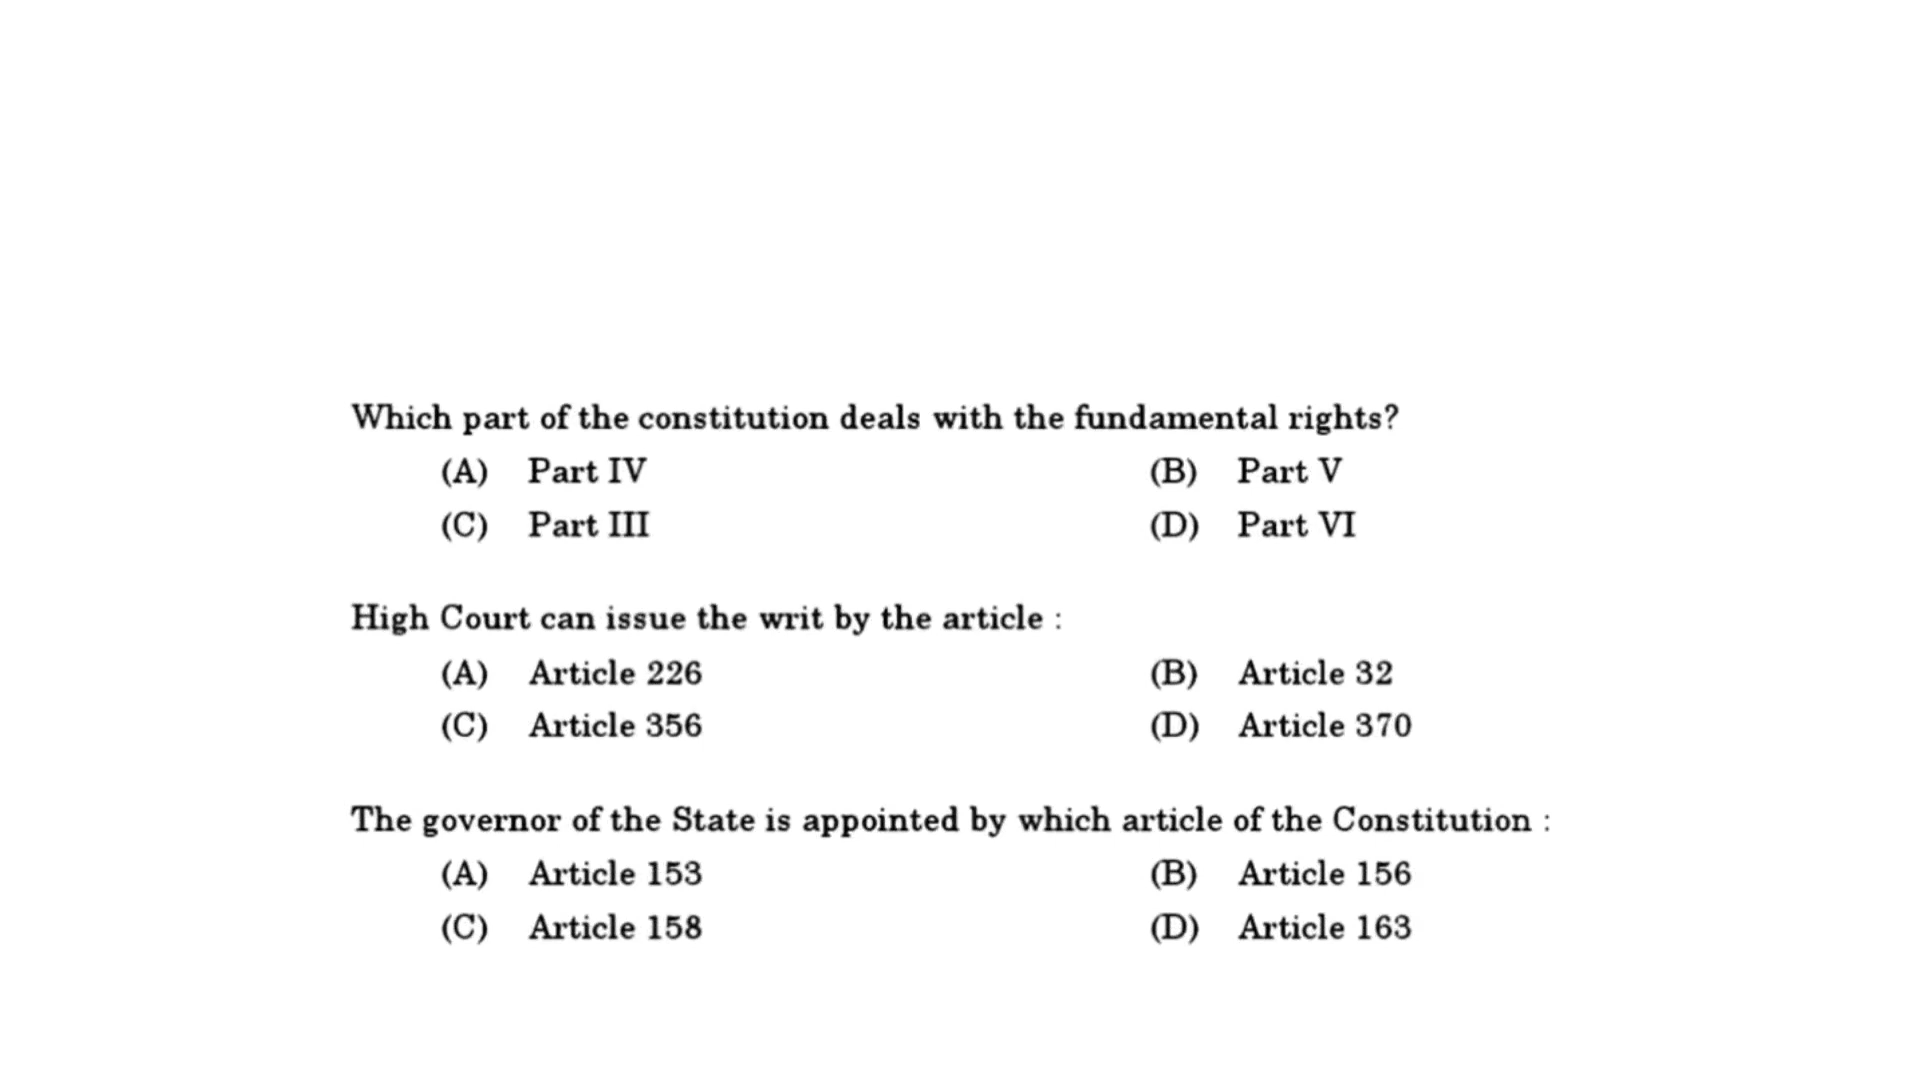 Which part of the constitution deals with the fundamental rights?
(A) Part IV (B) Part V
(C) Part III (D) Part VI
High Court can issue the writ by the article :
(A) Article 226 (B) Article 32
(C) Article 356 (D) Article 370
The governor of the State is appointed by which article of the Constitution :
(A) Article 153 (B) Article 156
(C) Article 158 (D) Article 163